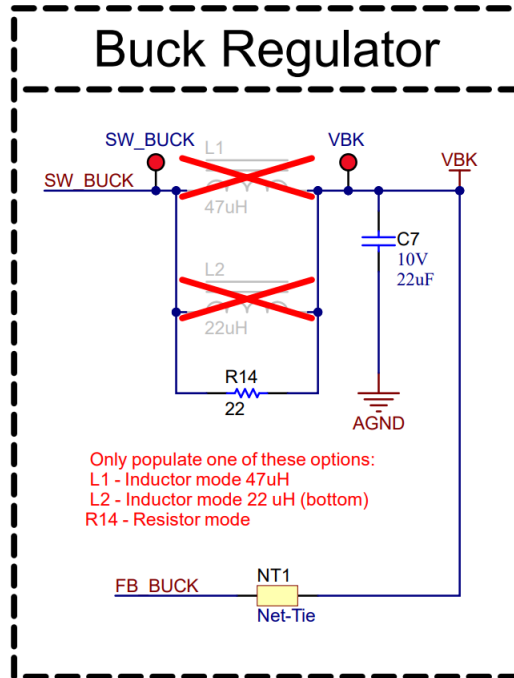 Buck Regulator
SW_BUCK
L1
VBK
VBK
SW_BUCK
47uH
C7
10V
22uF
L2
22uH
R14
22
AGND
Only populate one of these options:
L1 - Inductor mode 47uH
L2 - Inductor mode 22 uH (bottom)
R14 - Resistor mode
NT1
FB_BUCK
Net-Tie